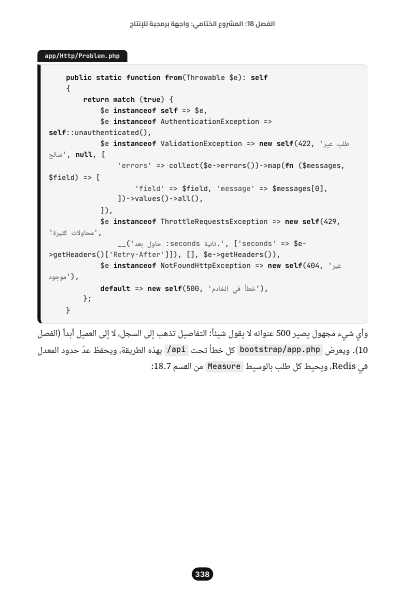 الفصل 18: المشروع الختامي: واجهة برمجية للإنتاج
app/Http/Problem.php
public static function from(Throwable $e): self
{
return match (true) {
$e instanceof self => $e,
$e instanceof AuthenticationException =>
self::unauthenticated(),
$e instanceof ValidationException => new self(422, 'طلب غير
صالح', null, [
'errors' => collect($e->errors())->map(fn ($messages,
$field) => [
'field' => $field, 'message' => $messages[0],
])->values()->all(),
]),
$e instanceof ThrottleRequestsException => new self(429,
'محاولات كثيرة',
__('حاول بعد :seconds ثانية.', ['seconds' => $e-
>getHeaders()['Retry-After']]), [], $e->getHeaders()),
$e instanceof NotFoundHttpException => new self(404, 'غير
موجود'),
default => new self(500, 'خطأ في الخادم'),
};
}
وأي شيء مجهول يصير 500 عنوانه لا يقول شيئًا: التفاصيل تذهب إلى السجل، لا إلى العميل أبدًا (الفصل
10). ويعرض bootstrap/app.php كل خطأ تحت /api بهذه الطريقة، ويحفظ عدّ حدود المعدل
في Redis، ويحيط كل طلب بالوسيط Measure من القسم 18.7:
338